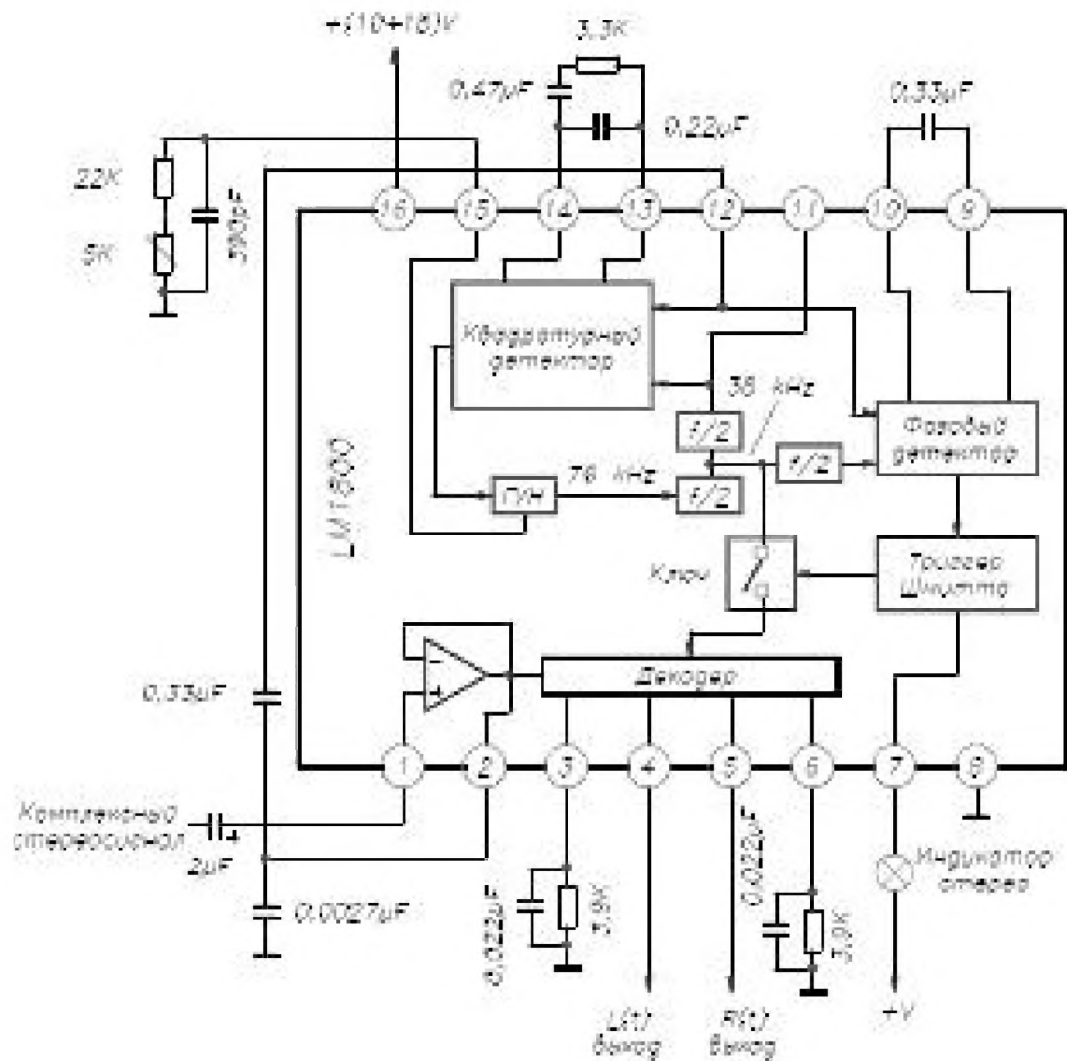 +(10÷16)V
3,3K
0,47µF
0,22µF
0,33µF
22K
5K
390pF
16
15
14
13
12
11
10
9
Квадратурный
детектор
38 kHz
f/2
f/2
f/2
Фазовый
детектор
ГУН
76 kHz
LM1800
Ключ
Триггер
Шмитта
Декодер
0,33µF
1
2
3
4
5
6
7
8
Комплексный
стереосигнал
2µF
0,0027µF
0,022µF
3,9K
0,022µF
3,9K
Индикатор
стерео
L(t)
выход
R(t)
выход
+V